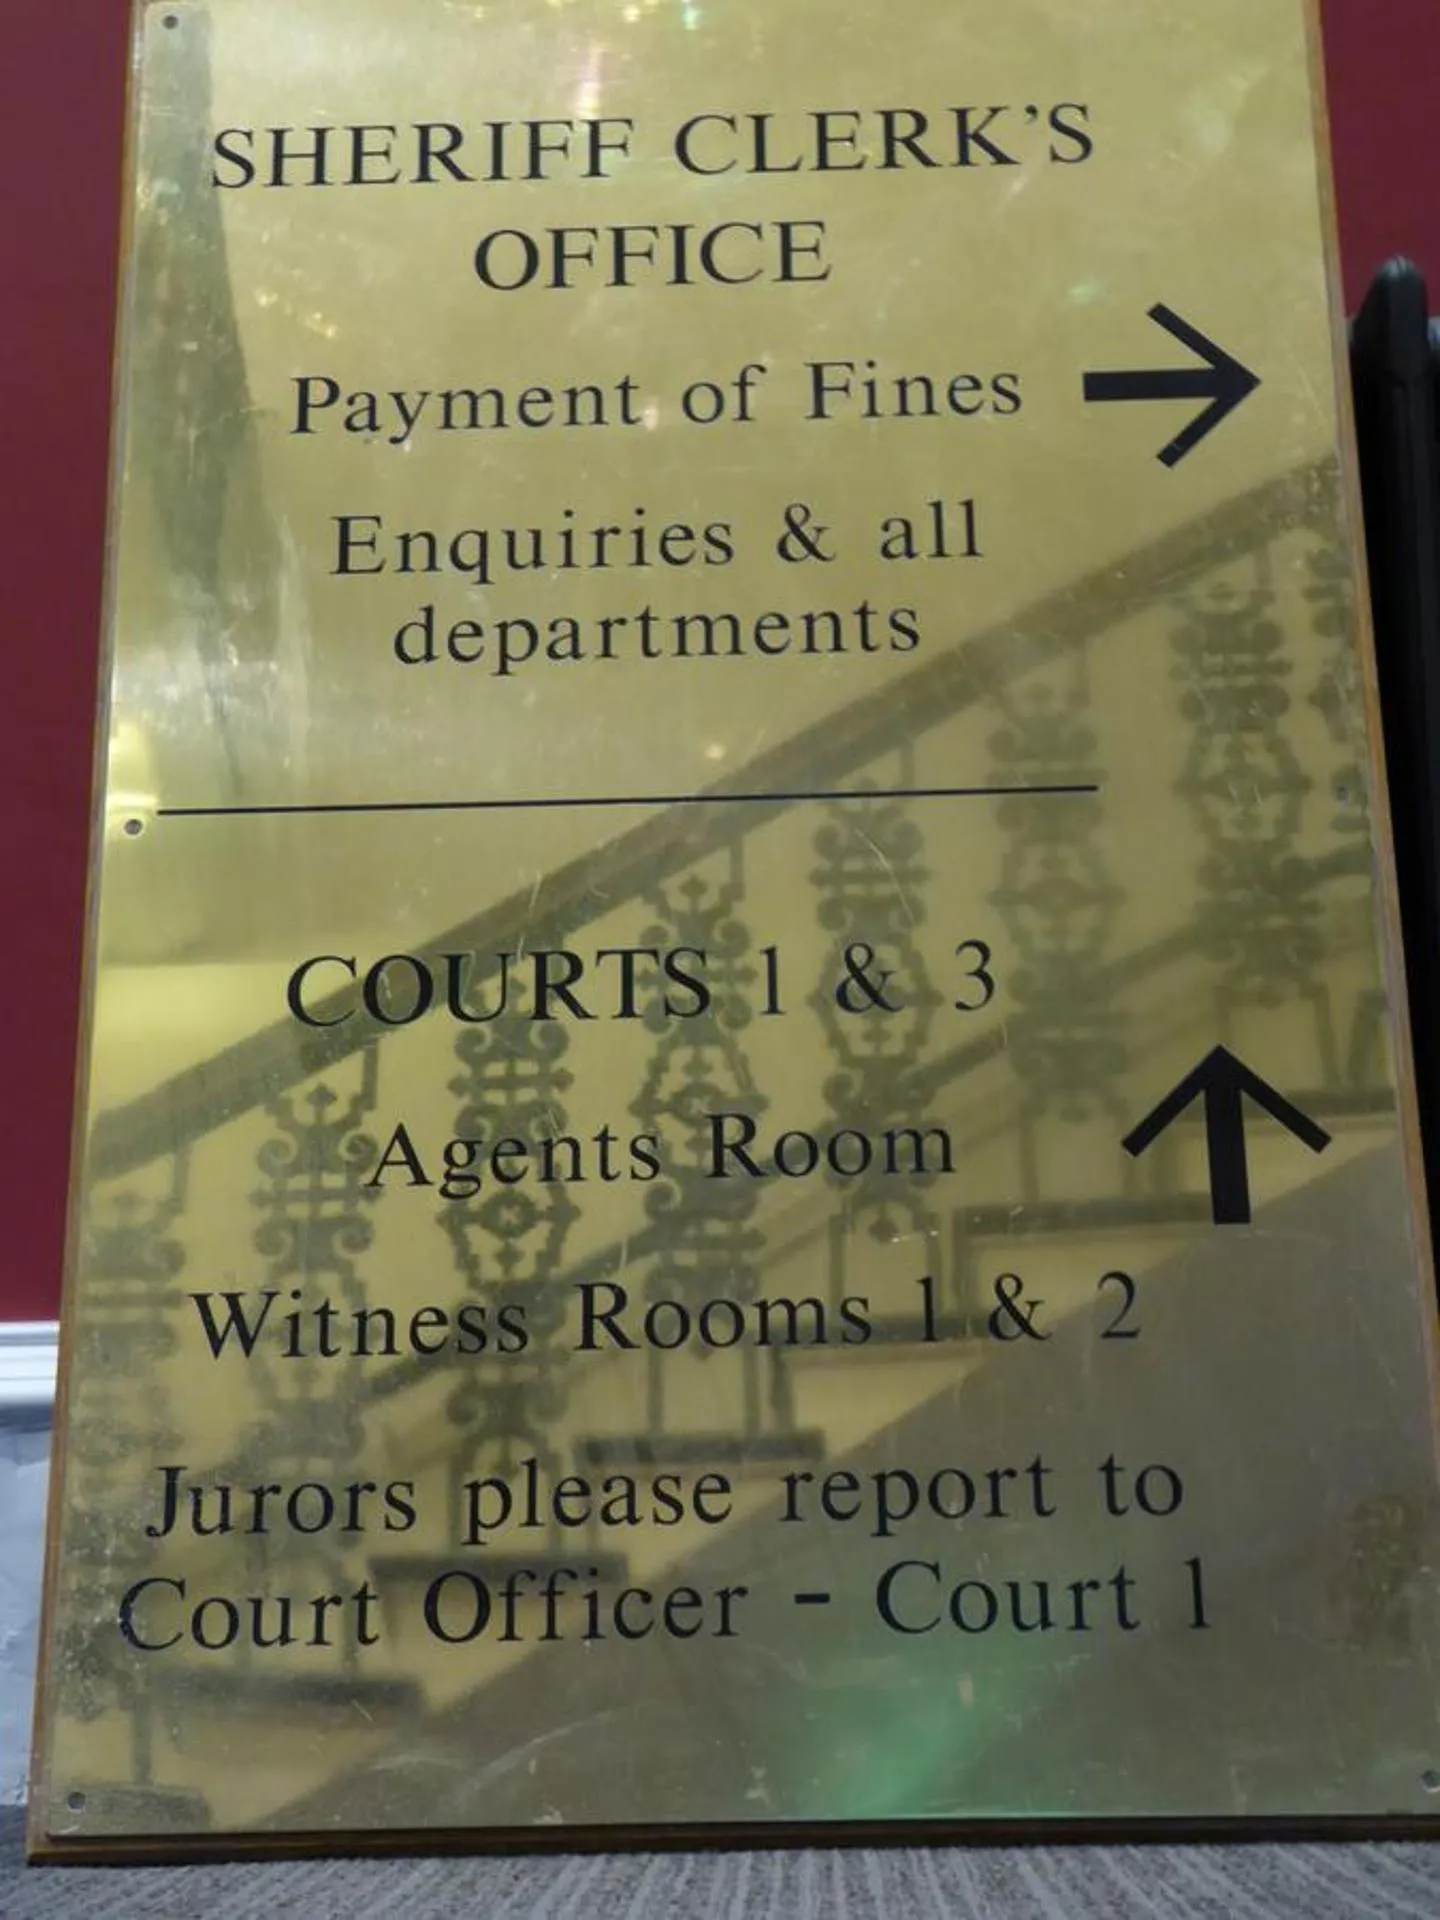 SHERIFF CLERK'S
OFFICE
Payment of Fines
Enquiries & all
departments
COURTS 1 & 3
Agents Room
Witness Rooms 1 & 2
Jurors please report to
Court Officer - Court 1